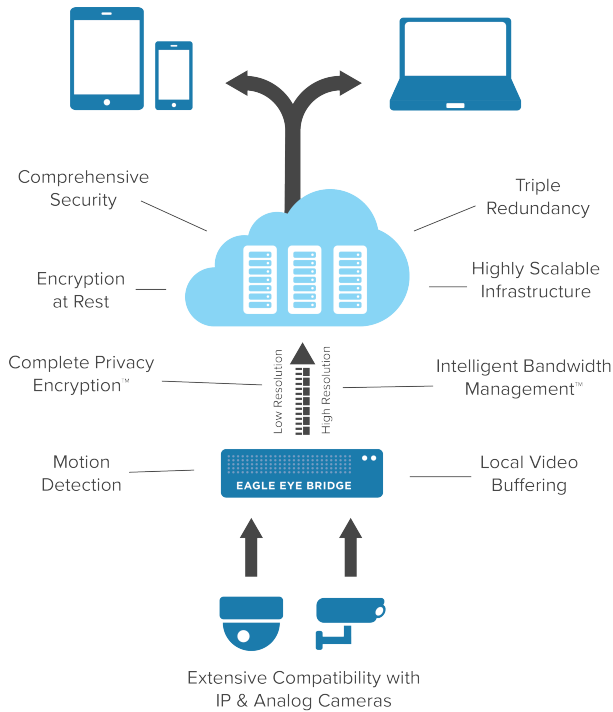 Comprehensive
Security
Triple
Redundancy
Encryption
at Rest
Highly Scalable
Infrastructure
Complete Privacy
Encryption™
Low Resolution
High Resolution
Intelligent Bandwidth
Management™
Motion
Detection
EAGLE EYE BRIDGE
Local Video
Buffering
Extensive Compatibility with
IP & Analog Cameras